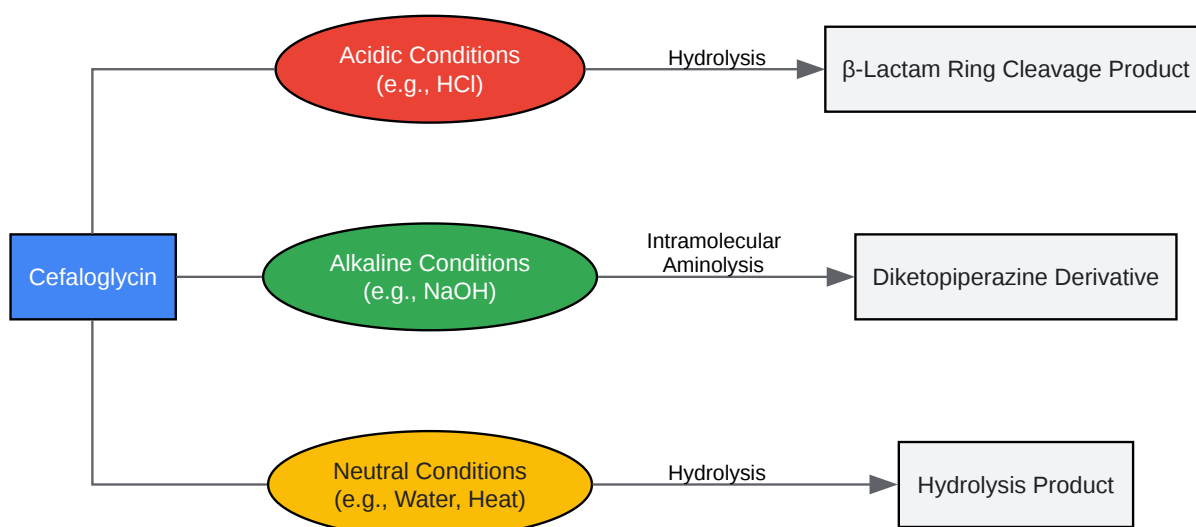 Acidic Conditions
(e.g., HCl)
Hydrolysis
β-Lactam Ring Cleavage Product
Cefaloglycin
Alkaline Conditions
(e.g., NaOH)
Intramolecular
Aminolysis
Diketopiperazine Derivative
Neutral Conditions
(e.g., Water, Heat)
Hydrolysis
Hydrolysis Product